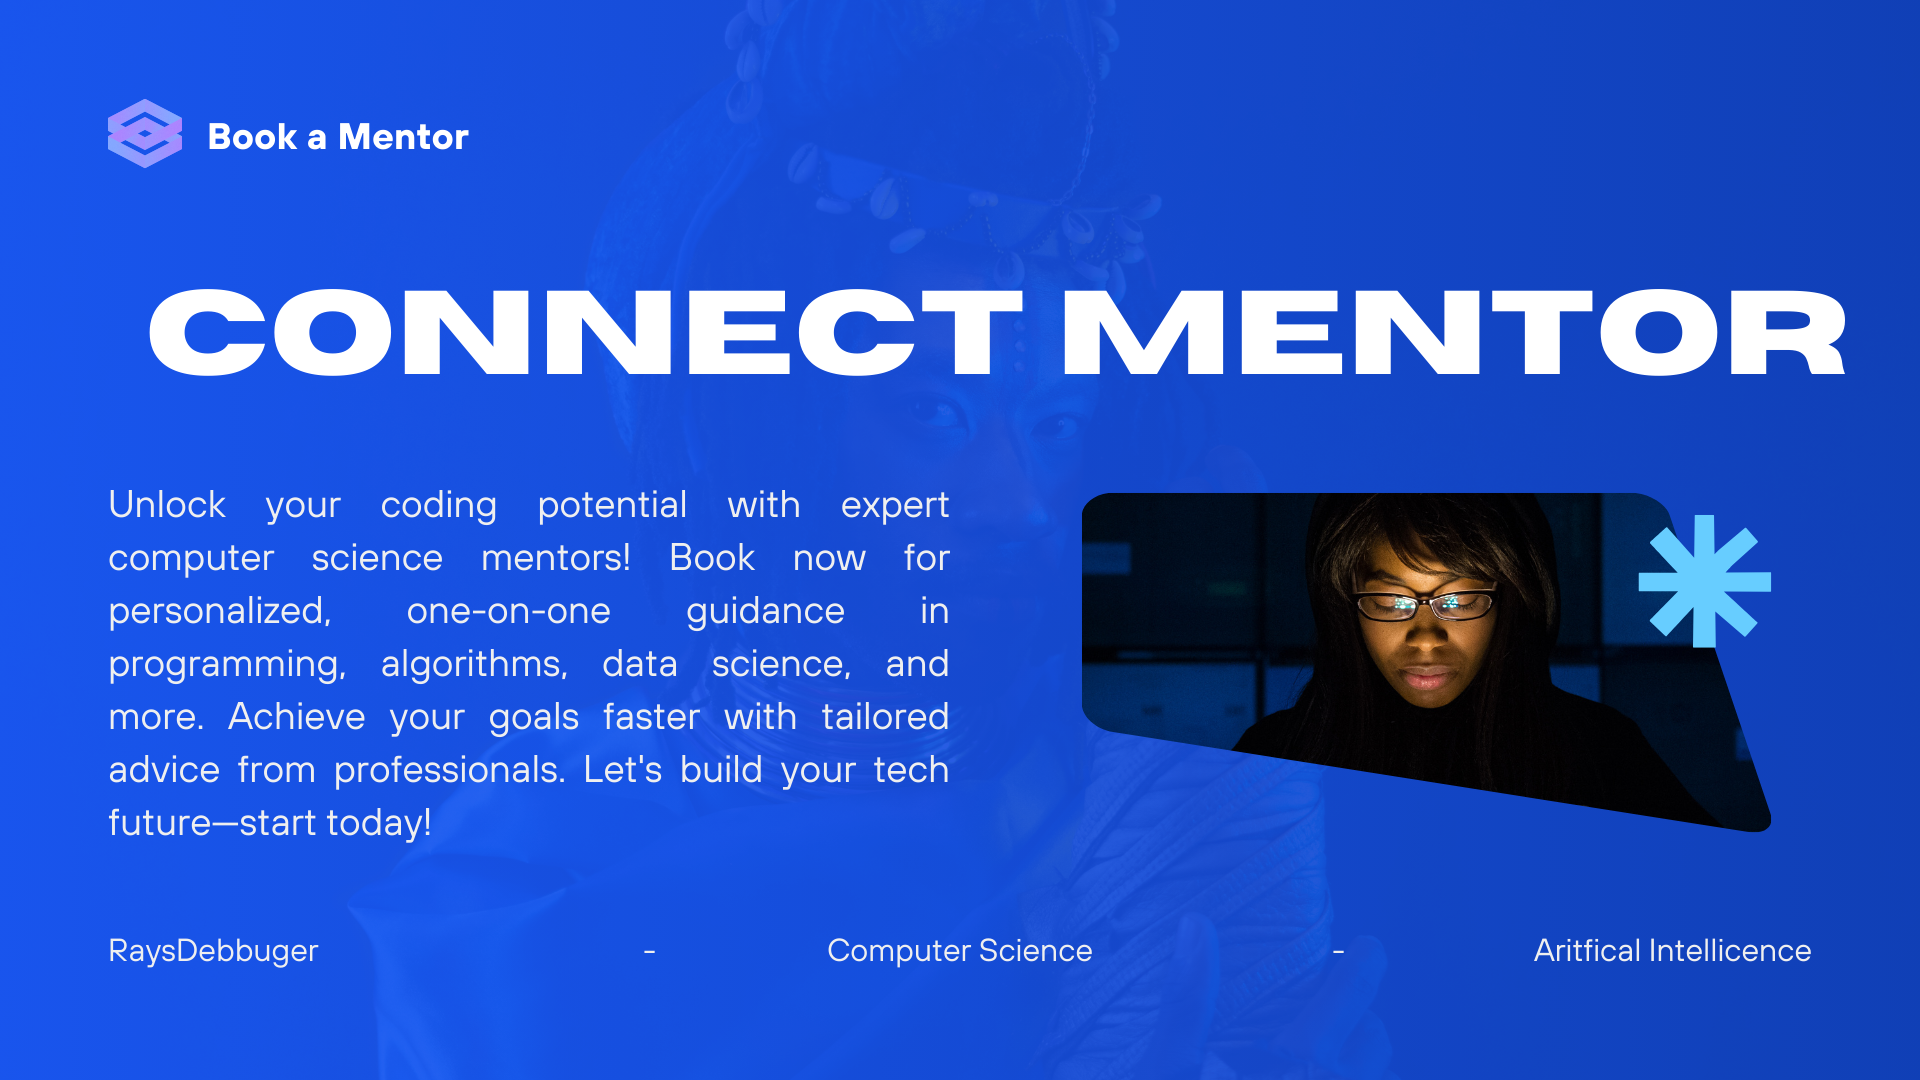 Book a Mentor
CONNECT MENTOR
Unlock your coding potential with expert
computer science mentors! Book now for
personalized, one-on-one guidance in
programming, algorithms, data science, and
more. Achieve your goals faster with tailored
advice from professionals. Let's build your tech
future—start today!
RaysDebbuger - Computer Science - Aritfical Intellicence